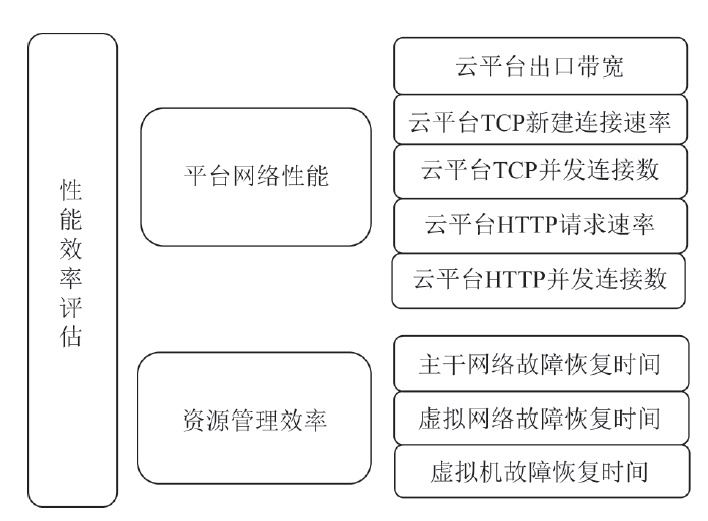 性能效率评估
平台网络性能
云平台出口带宽
云平台TCP新建连接速率
云平台TCP并发连接数
云平台HTTP请求速率
云平台HTTP并发连接数
资源管理效率
主干网络故障恢复时间
虚拟网络故障恢复时间
虚拟机故障恢复时间